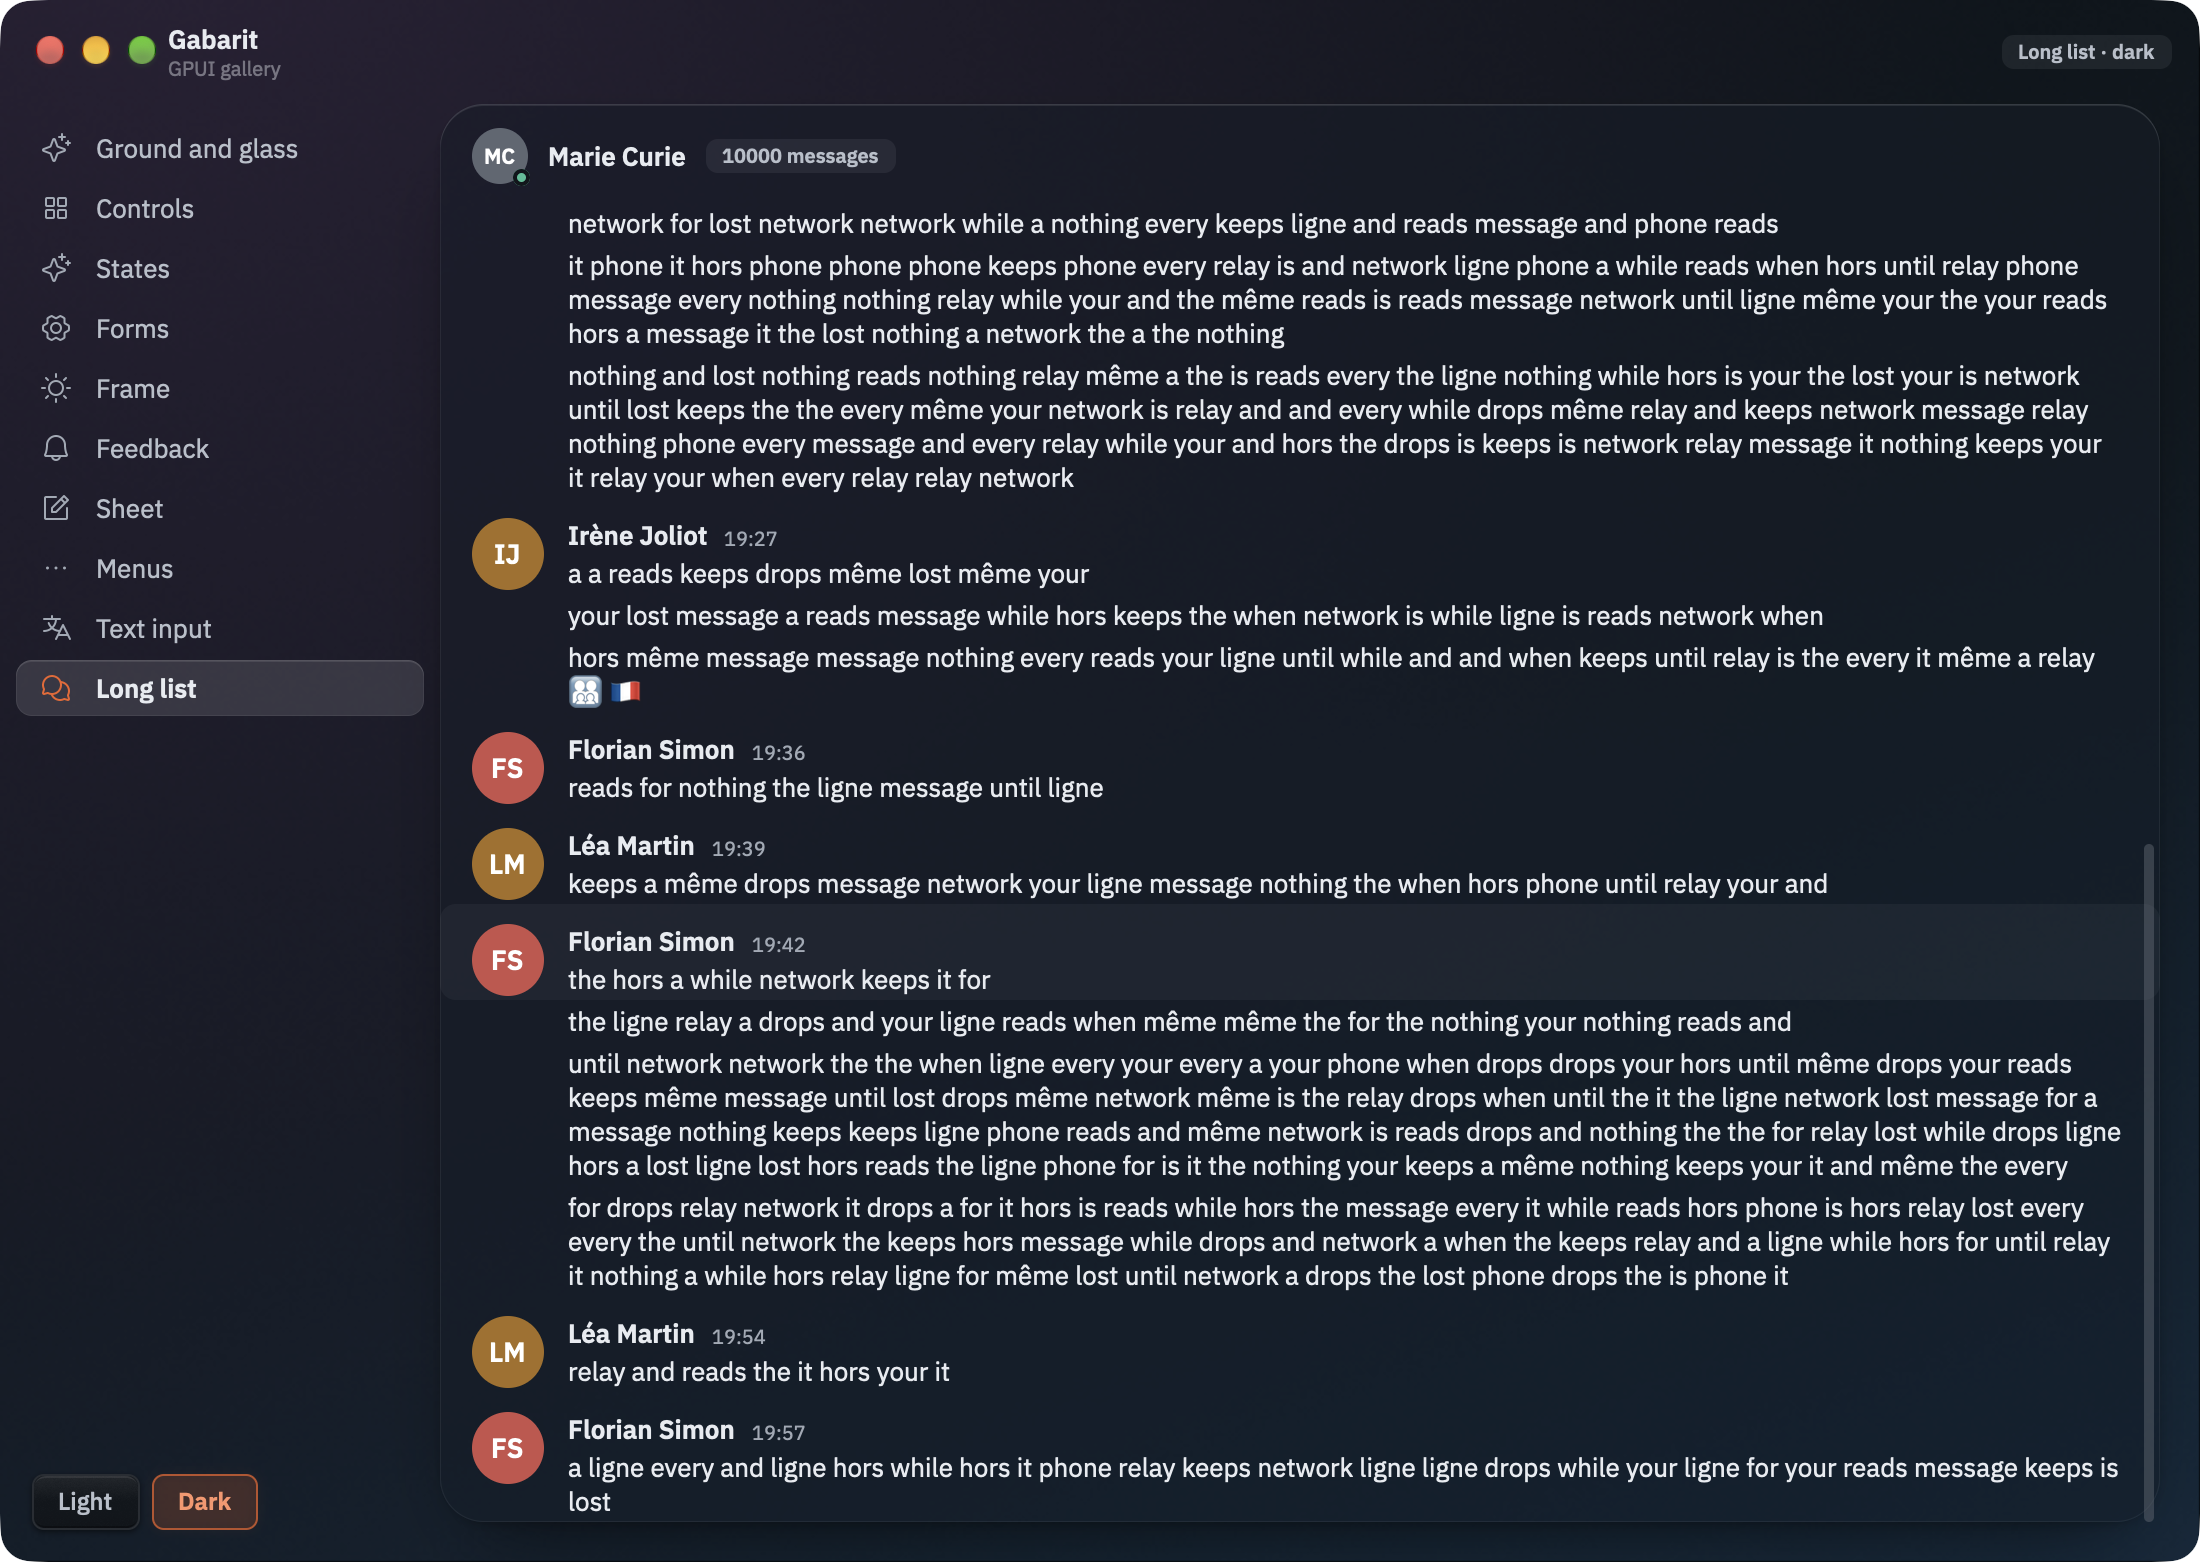 Gabarit
GPUI gallery
Long list · dark
Ground and glass
Controls
States
Forms
Frame
Feedback
Sheet
Menus
Text input
Long list
Light
Dark
MC
Marie Curie
10000 messages
network for lost network network while a nothing every keeps ligne and reads message and phone reads
it phone it hors phone phone phone keeps phone every relay is and network ligne phone a while reads when hors until relay phone
message every nothing nothing relay while your and the même reads is reads message network until ligne même your the your reads
hors a message it the lost nothing a network the a the nothing
nothing and lost nothing reads nothing relay même a the is reads every the ligne nothing while hors is your the lost your is network
until lost keeps the the every même your network is relay and and every while drops même relay and keeps network message relay
nothing phone every message and every relay while your and hors the drops is keeps is network relay message it nothing keeps your
it relay your when every relay relay network
IJ
Irène Joliot 19:27
a a reads keeps drops même lost même your
your lost message a reads message while hors keeps the when network is while ligne is reads network when
hors même message message nothing every reads your ligne until while and and when keeps until relay is the every it même a relay
FS
Florian Simon 19:36
reads for nothing the ligne message until ligne
LM
Léa Martin 19:39
keeps a même drops message network your ligne message nothing the when hors phone until relay your and
FS
Florian Simon 19:42
the hors a while network keeps it for
the ligne relay a drops and your ligne reads when même même the for the nothing your nothing reads and
until network network the the when ligne every your every a your phone when drops drops your hors until même drops your reads
keeps même message until lost drops même network même is the relay drops when until the it the ligne network lost message for a
message nothing keeps keeps ligne phone reads and même network is reads drops and nothing the the for relay lost while drops ligne
hors a lost ligne lost hors reads the ligne phone for is it the nothing your keeps a même nothing keeps your it and même the every
for drops relay network it drops a for it hors is reads while hors the message every it while reads hors phone is hors relay lost every
every the until network the keeps hors message while drops and network a when the keeps relay and a ligne while hors for until relay
it nothing a while hors relay ligne for même lost until network a drops the lost phone drops the is phone it
LM
Léa Martin 19:54
relay and reads the it hors your it
FS
Florian Simon 19:57
a ligne every and ligne hors while hors it phone relay keeps network ligne ligne drops while your ligne for your reads message keeps is
lost